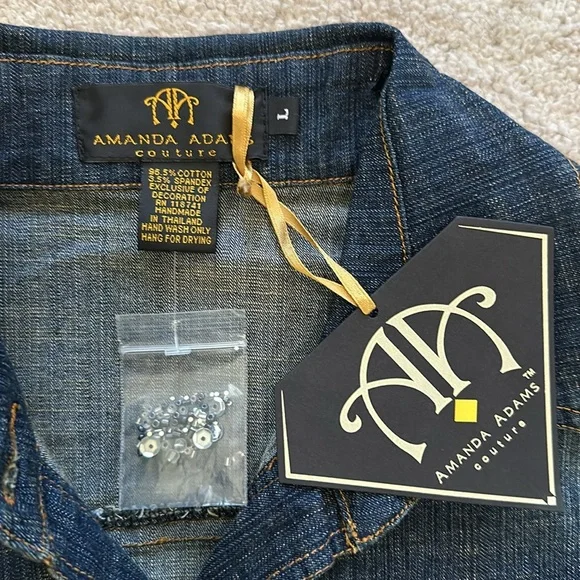 AMANDA ADAMS
couture
L
96.5% COTTON
3.5% SPANDEX
EXCLUSIVE OF
DECORATION
RN 118741
HANDMADE
IN THAILAND
HAND WASH ONLY
HANG FOR DRYING
AMANDA ADAMS™
couture